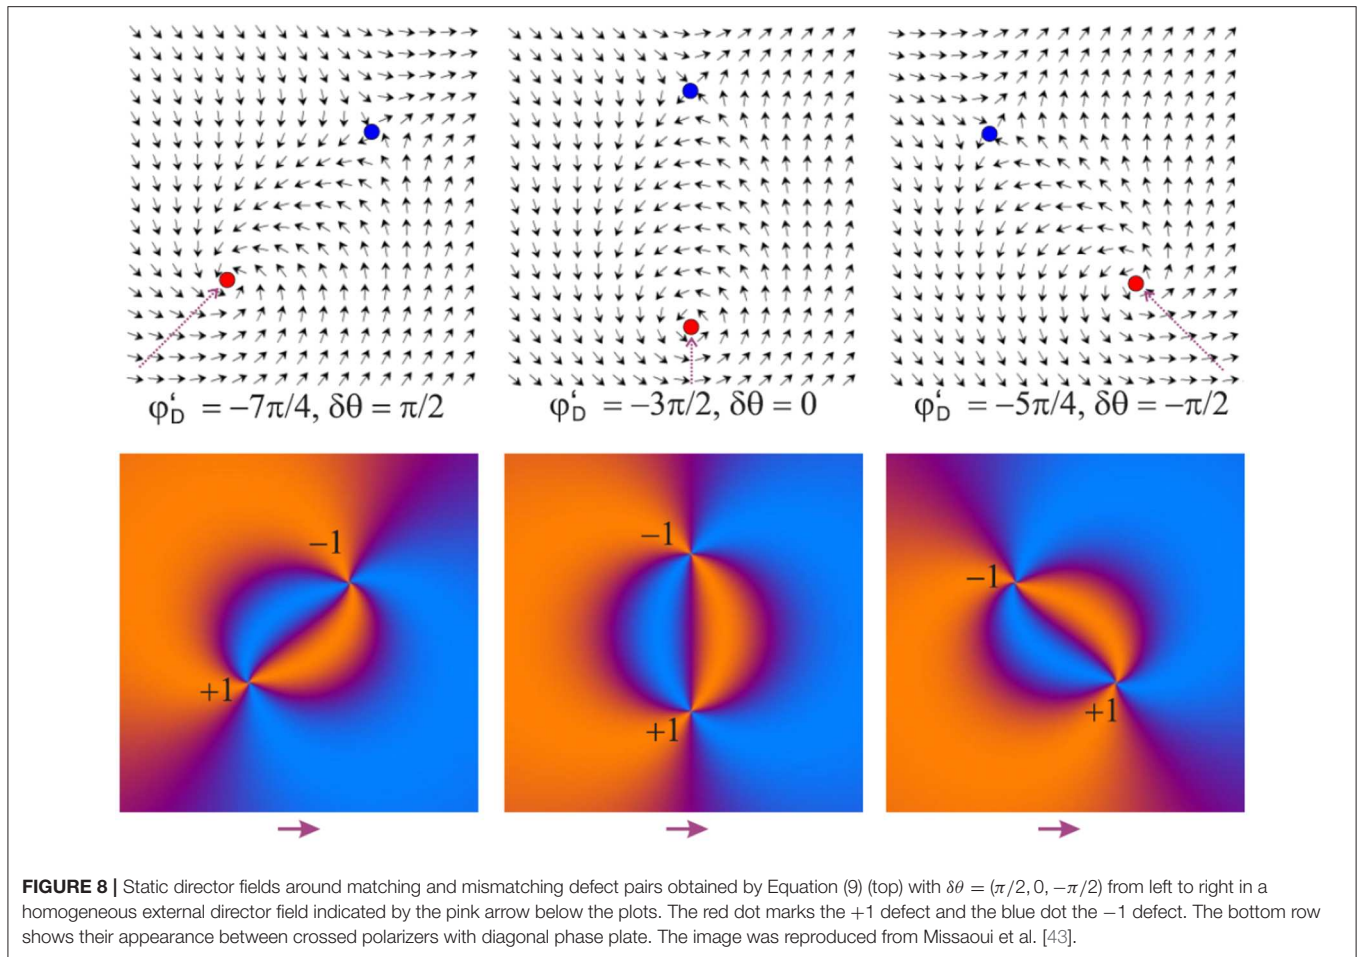 φ‘D = −7π/4, δθ = π/2
φ‘D = −3π/2, δθ = 0
φ‘D = −5π/4, δθ = −π/2
−1
+1
−1
+1
−1
+1
FIGURE 8 | Static director fields around matching and mismatching defect pairs obtained by Equation (9) (top) with δθ = (π/2, 0, −π/2) from left to right in a
homogeneous external director field indicated by the pink arrow below the plots. The red dot marks the +1 defect and the blue dot the −1 defect. The bottom row
shows their appearance between crossed polarizers with diagonal phase plate. The image was reproduced from Missaoui et al. [43].